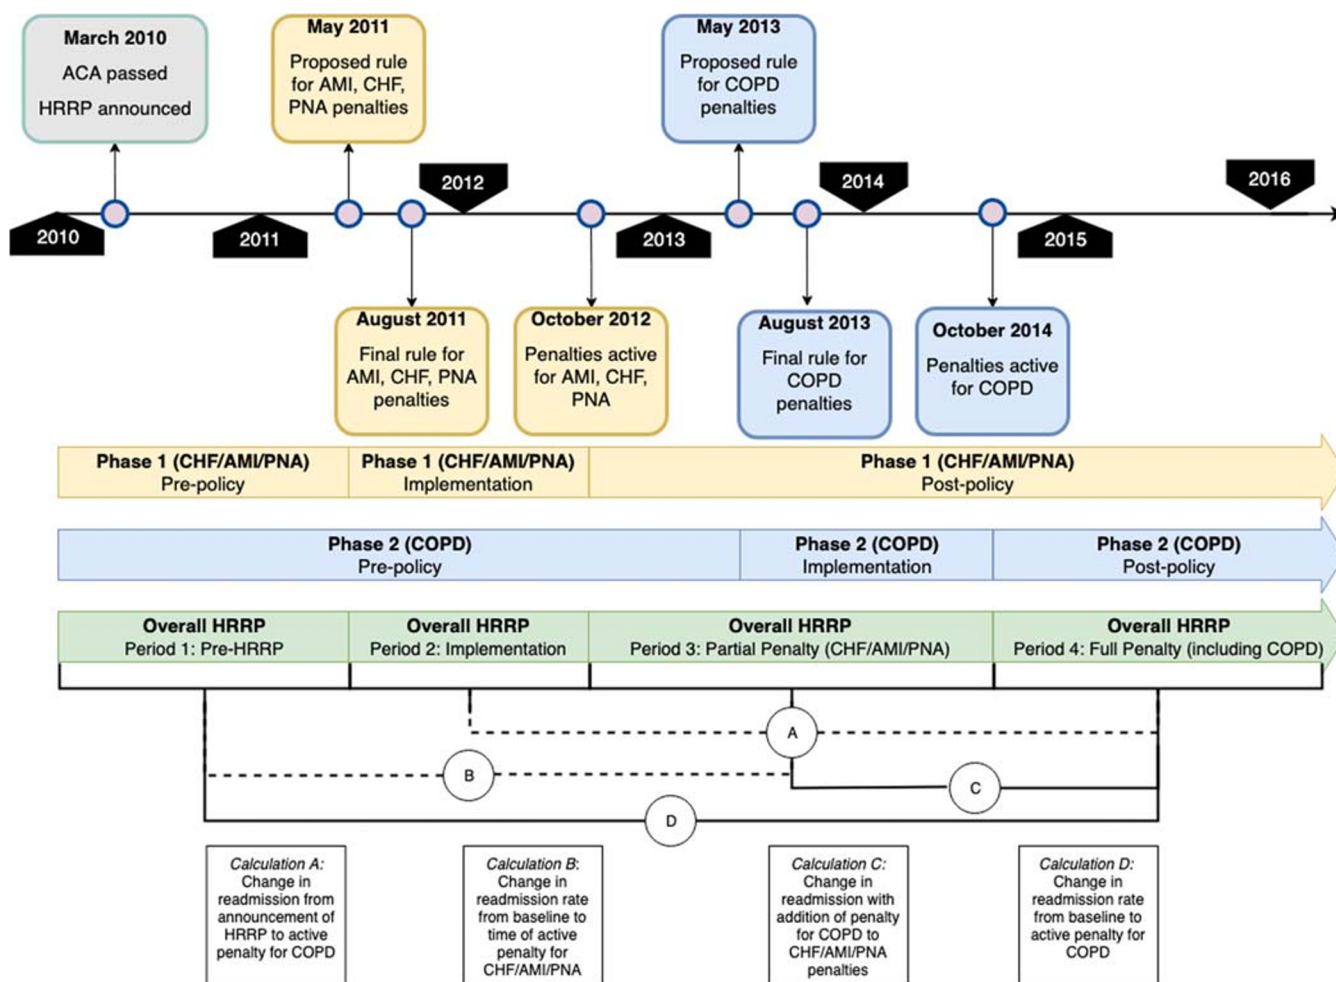 March 2010
ACA passed
HRRP announced
May 2011
Proposed rule
for AMI, CHF,
PNA penalties
May 2013
Proposed rule
for COPD
penalties
2010
2011
2012
2013
2014
2015
2016
August 2011
Final rule for
AMI, CHF, PNA
penalties
October 2012
Penalties active
for AMI, CHF,
PNA
August 2013
Final rule for
COPD
penalties
October 2014
Penalties active
for COPD
Phase 1 (CHF/AMI/PNA)
Pre-policy
Phase 1 (CHF/AMI/PNA)
Implementation
Phase 1 (CHF/AMI/PNA)
Post-policy
Phase 2 (COPD)
Pre-policy
Phase 2 (COPD)
Implementation
Phase 2 (COPD)
Post-policy
Overall HRRP
Period 1: Pre-HRRP
Overall HRRP
Period 2: Implementation
Overall HRRP
Period 3: Partial Penalty (CHF/AMI/PNA)
Overall HRRP
Period 4: Full Penalty (including COPD)
A
B
C
D
Calculation A:
Change in
readmission from
announcement of
HRRP to active
penalty for COPD
Calculation B:
Change in
readmission rate
from baseline to
time of active
penalty for
CHF/AMI/PNA
Calculation C:
Change in
readmission with
addition of penalty
for COPD to
CHF/AMI/PNA
penalties
Calculation D:
Change in
readmission rate
from baseline to
active penalty for
COPD